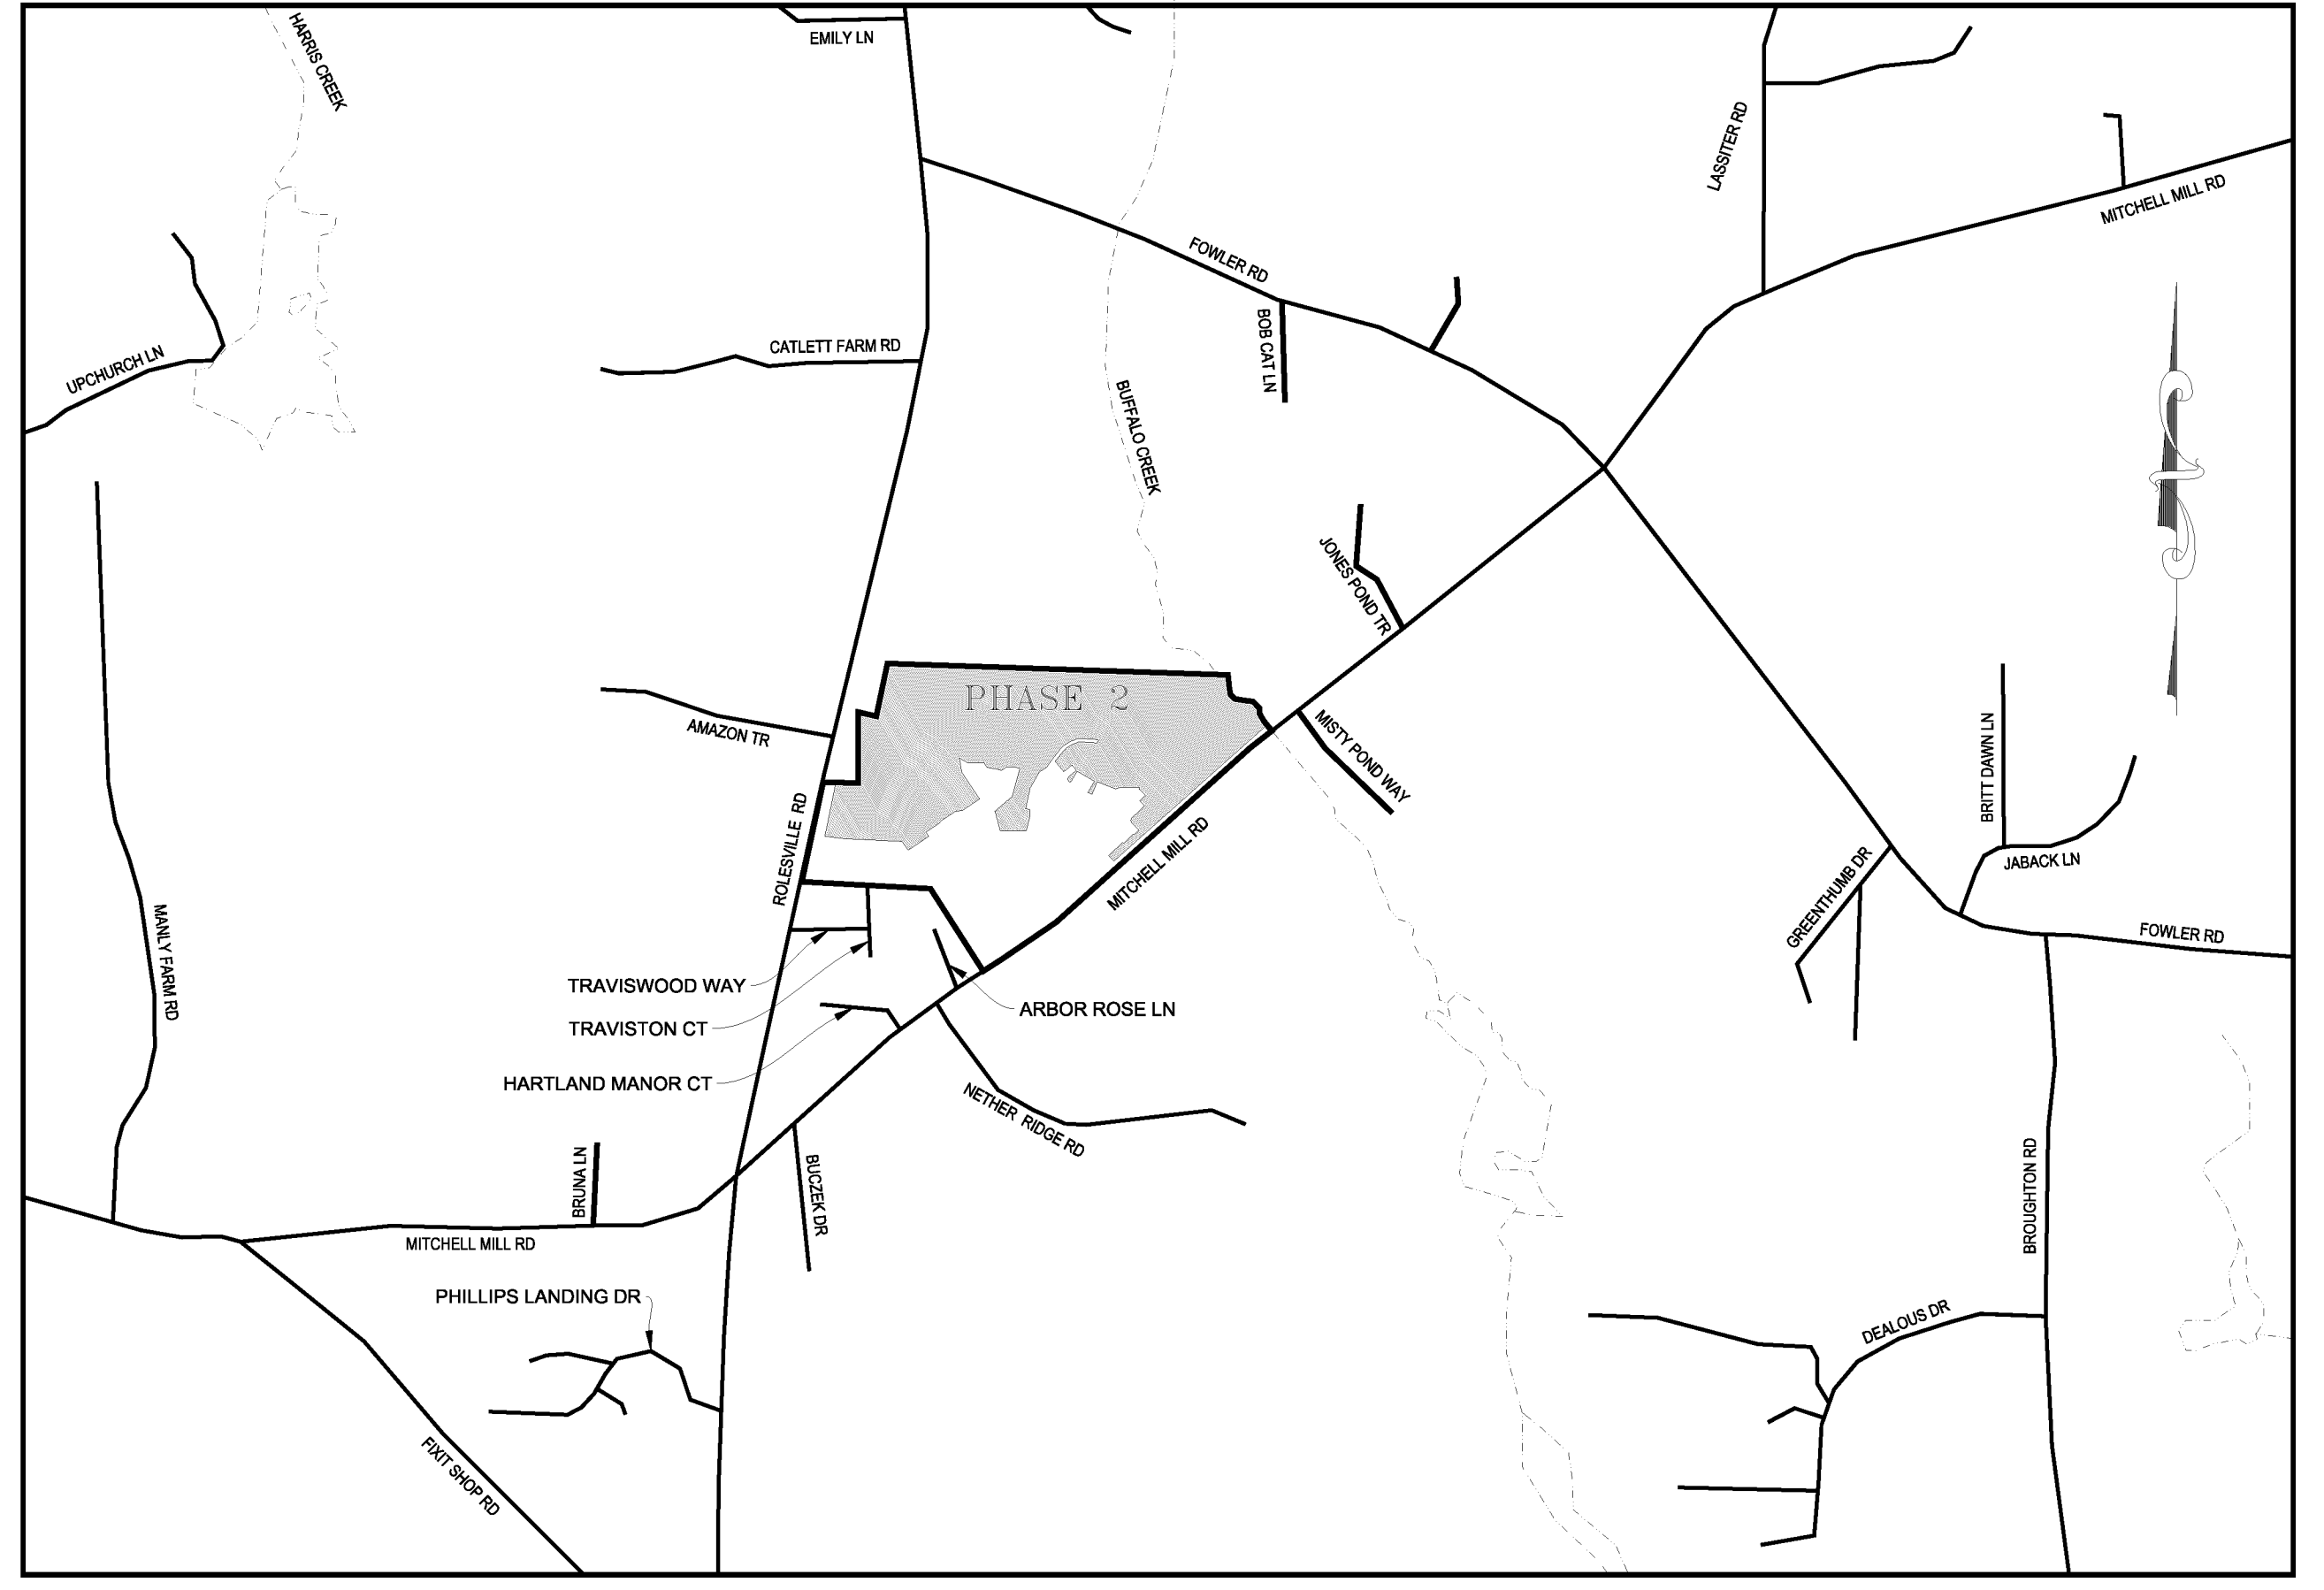 HARRIS CREEK
EMILY LN
LASSITER RD
MITCHELL MILL RD
FOWLER RD
BOB CAT LN
CATLETT FARM RD
UPCHURCH LN
BUFFALO CREEK
JONES POND TR
PHASE 2
MISTY POND WAY
AMAZON TR
BRITT DAWN LN
ROLESVILLE RD
MITCHELL MILL RD
JABACK LN
GREENTHUMB DR
FOWLER RD
MANLY FARM RD
TRAVISWOOD WAY
ARBOR ROSE LN
TRAVISTON CT
HARTLAND MANOR CT
NETHER RIDGE RD
BRUNA LN
BUCZEK DR
BROUGHTON RD
MITCHELL MILL RD
PHILLIPS LANDING DR
DEALOUS DR
FIXIT SHOP RD